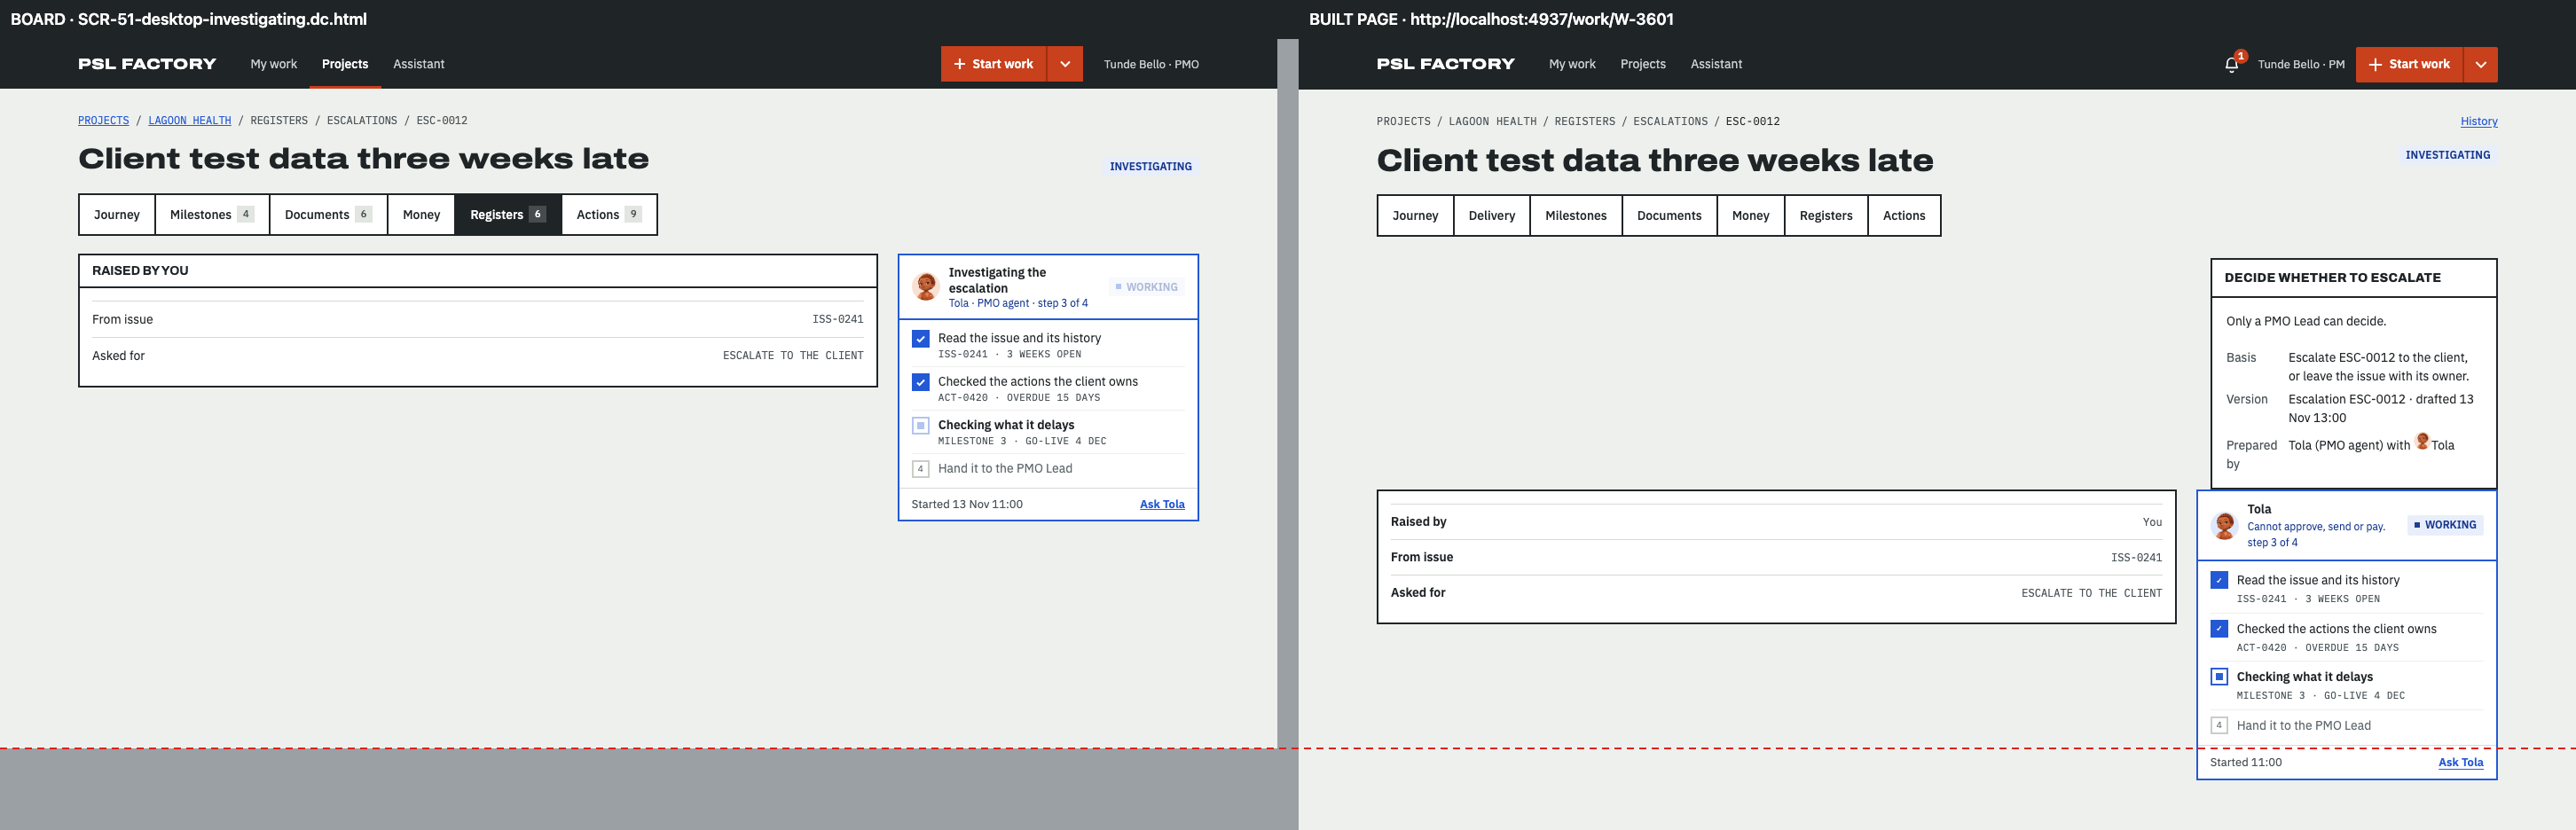 BOARD · SCR-51-desktop-investigating.dc.html
PSL FACTORY
My work
Projects
Assistant
+ Start work
Tunde Bello · PMO
PROJECTS / LAGOON HEALTH / REGISTERS / ESCALATIONS / ESC-0012
Client test data three weeks late
INVESTIGATING
Journey
Milestones 4
Documents 6
Money
Registers 6
Actions 9
RAISED BY YOU
From issue
ISS-0241
Asked for
ESCALATE TO THE CLIENT
Investigating the
escalation
Tola · PMO agent · step 3 of 4
WORKING
Read the issue and its history
ISS-0241 · 3 WEEKS OPEN
Checked the actions the client owns
ACT-0420 · OVERDUE 15 DAYS
Checking what it delays
MILESTONE 3 · GO-LIVE 4 DEC
4 Hand it to the PMO Lead
Started 13 Nov 11:00
Ask Tola
BUILT PAGE · http://localhost:4937/work/W-3601
PSL FACTORY
My work
Projects
Assistant
1
Tunde Bello · PM
+ Start work
PROJECTS / LAGOON HEALTH / REGISTERS / ESCALATIONS / ESC-0012
History
Client test data three weeks late
INVESTIGATING
Journey
Delivery
Milestones
Documents
Money
Registers
Actions
DECIDE WHETHER TO ESCALATE
Only a PMO Lead can decide.
Basis
Escalate ESC-0012 to the client,
or leave the issue with its owner.
Version
Escalation ESC-0012 · drafted 13
Nov 13:00
Prepared
by
Tola (PMO agent) with Tola
Raised by
You
From issue
ISS-0241
Asked for
ESCALATE TO THE CLIENT
Tola
Cannot approve, send or pay.
step 3 of 4
WORKING
Read the issue and its history
ISS-0241 · 3 WEEKS OPEN
Checked the actions the client owns
ACT-0420 · OVERDUE 15 DAYS
Checking what it delays
MILESTONE 3 · GO-LIVE 4 DEC
4 Hand it to the PMO Lead
Started 11:00
Ask Tola